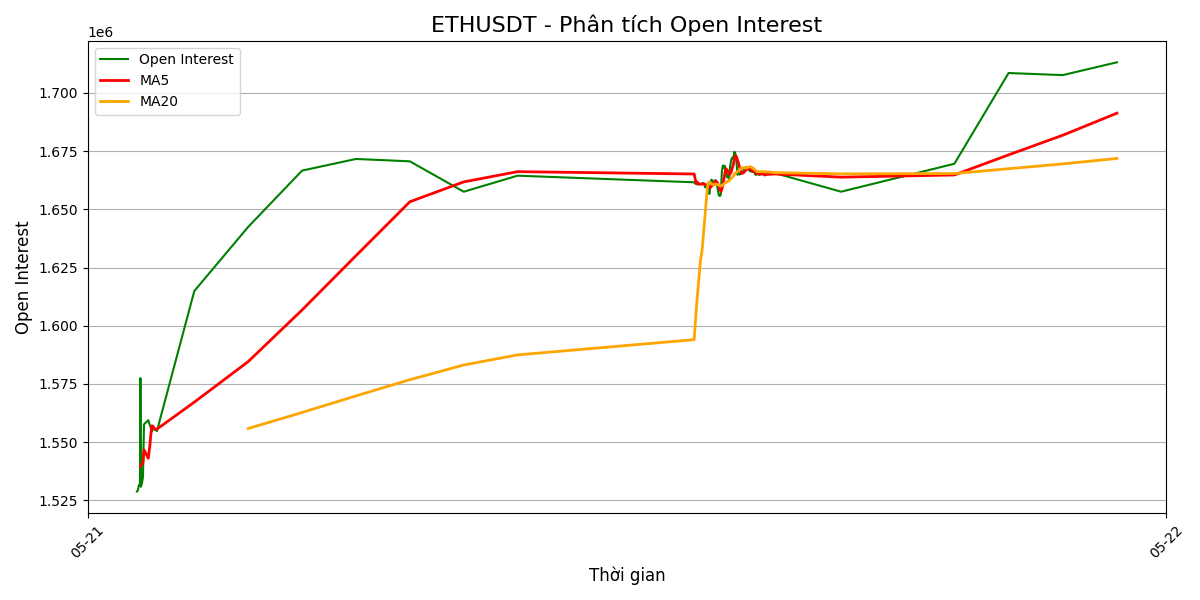 ETHUSDT - Phân tích Open Interest
1e6
Open Interest
MA5
MA20
1.700
1.675
1.650
1.625
1.600
1.575
1.550
1.525
Open Interest
05-21
05-22
Thời gian